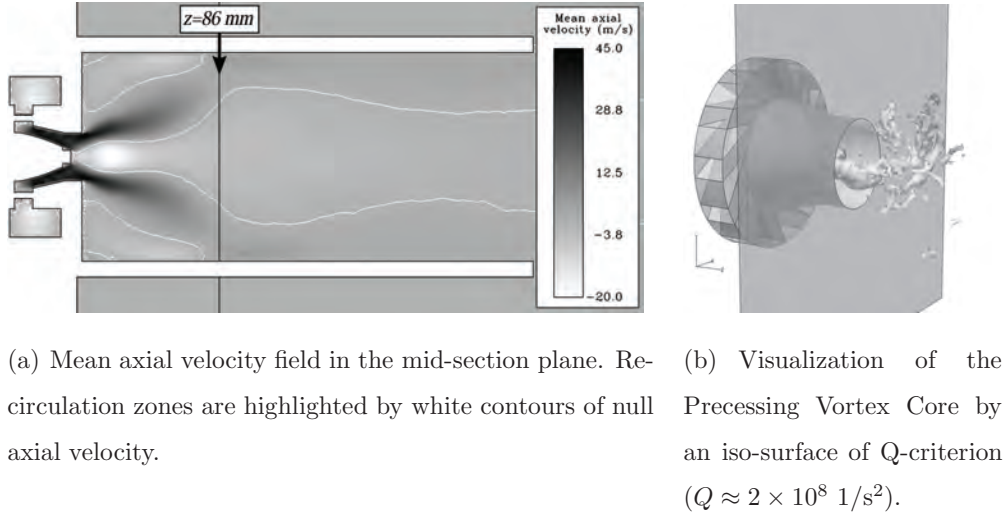 z=86 mm
Mean axial
velocity (m/s)
45.0
28.8
12.5
-3.8
-20.0
(a) Mean axial velocity field in the mid-section plane. Re-
circulation zones are highlighted by white contours of null
axial velocity.
(b) Visualization of the
Precessing Vortex Core by
an iso-surface of Q-criterion
(Q ≈ 2 × 10⁸ 1/s²).